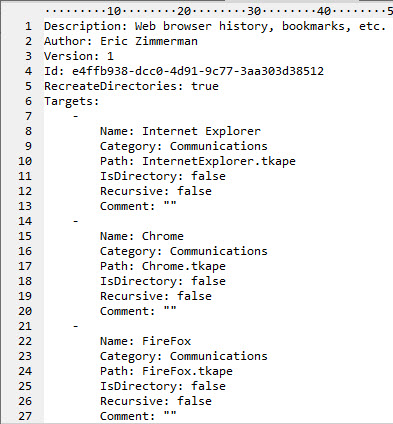 10 20 30 40 5
1 Description: Web browser history, bookmarks, etc.
2 Author: Eric Zimmerman
3 Version: 1
4 Id: e4ffb938-dcc0-4d91-9c77-3aa303d38512
5 RecreateDirectories: true
6 Targets:
7     -
8         Name: Internet Explorer
9         Category: Communications
10         Path: InternetExplorer.tkape
11         IsDirectory: false
12         Recursive: false
13         Comment: ""
14     -
15         Name: Chrome
16         Category: Communications
17         Path: Chrome.tkape
18         IsDirectory: false
19         Recursive: false
20         Comment: ""
21     -
22         Name: FireFox
23         Category: Communications
24         Path: FireFox.tkape
25         IsDirectory: false
26         Recursive: false
27         Comment: ""